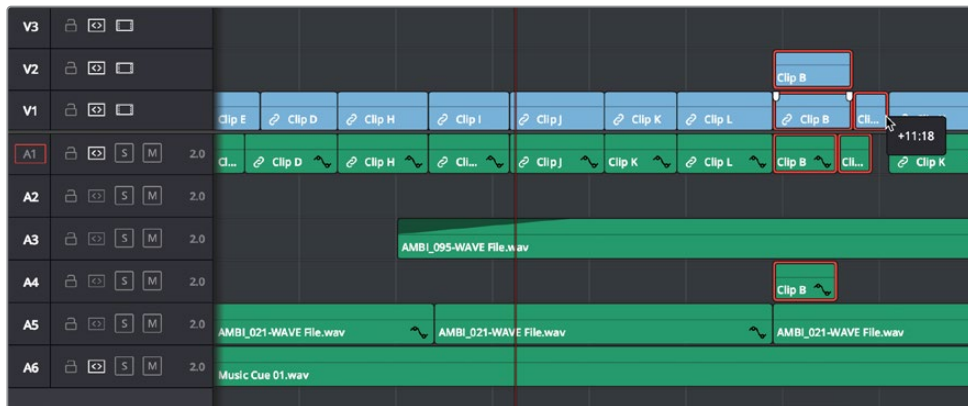 V3
V2
Clip B
V1
Clip E Clip D Clip H Clip I Clip J Clip K Clip L Clip B Cli...
+11:18
A1 S M 2.0
Cl... Clip D Clip H Cli... Clip J Clip K Clip L Clip B Cli... Clip K
A2 S M 2.0
A3 S M 2.0
AMBI_095-WAVE File.wav
A4 S M 2.0
Clip B
A5 S M 2.0
AMBI_021-WAVE File.wav AMBI_021-WAVE File.wav AMBI_021-WAVE File.wav
A6 S M 2.0
Music Cue 01.wav